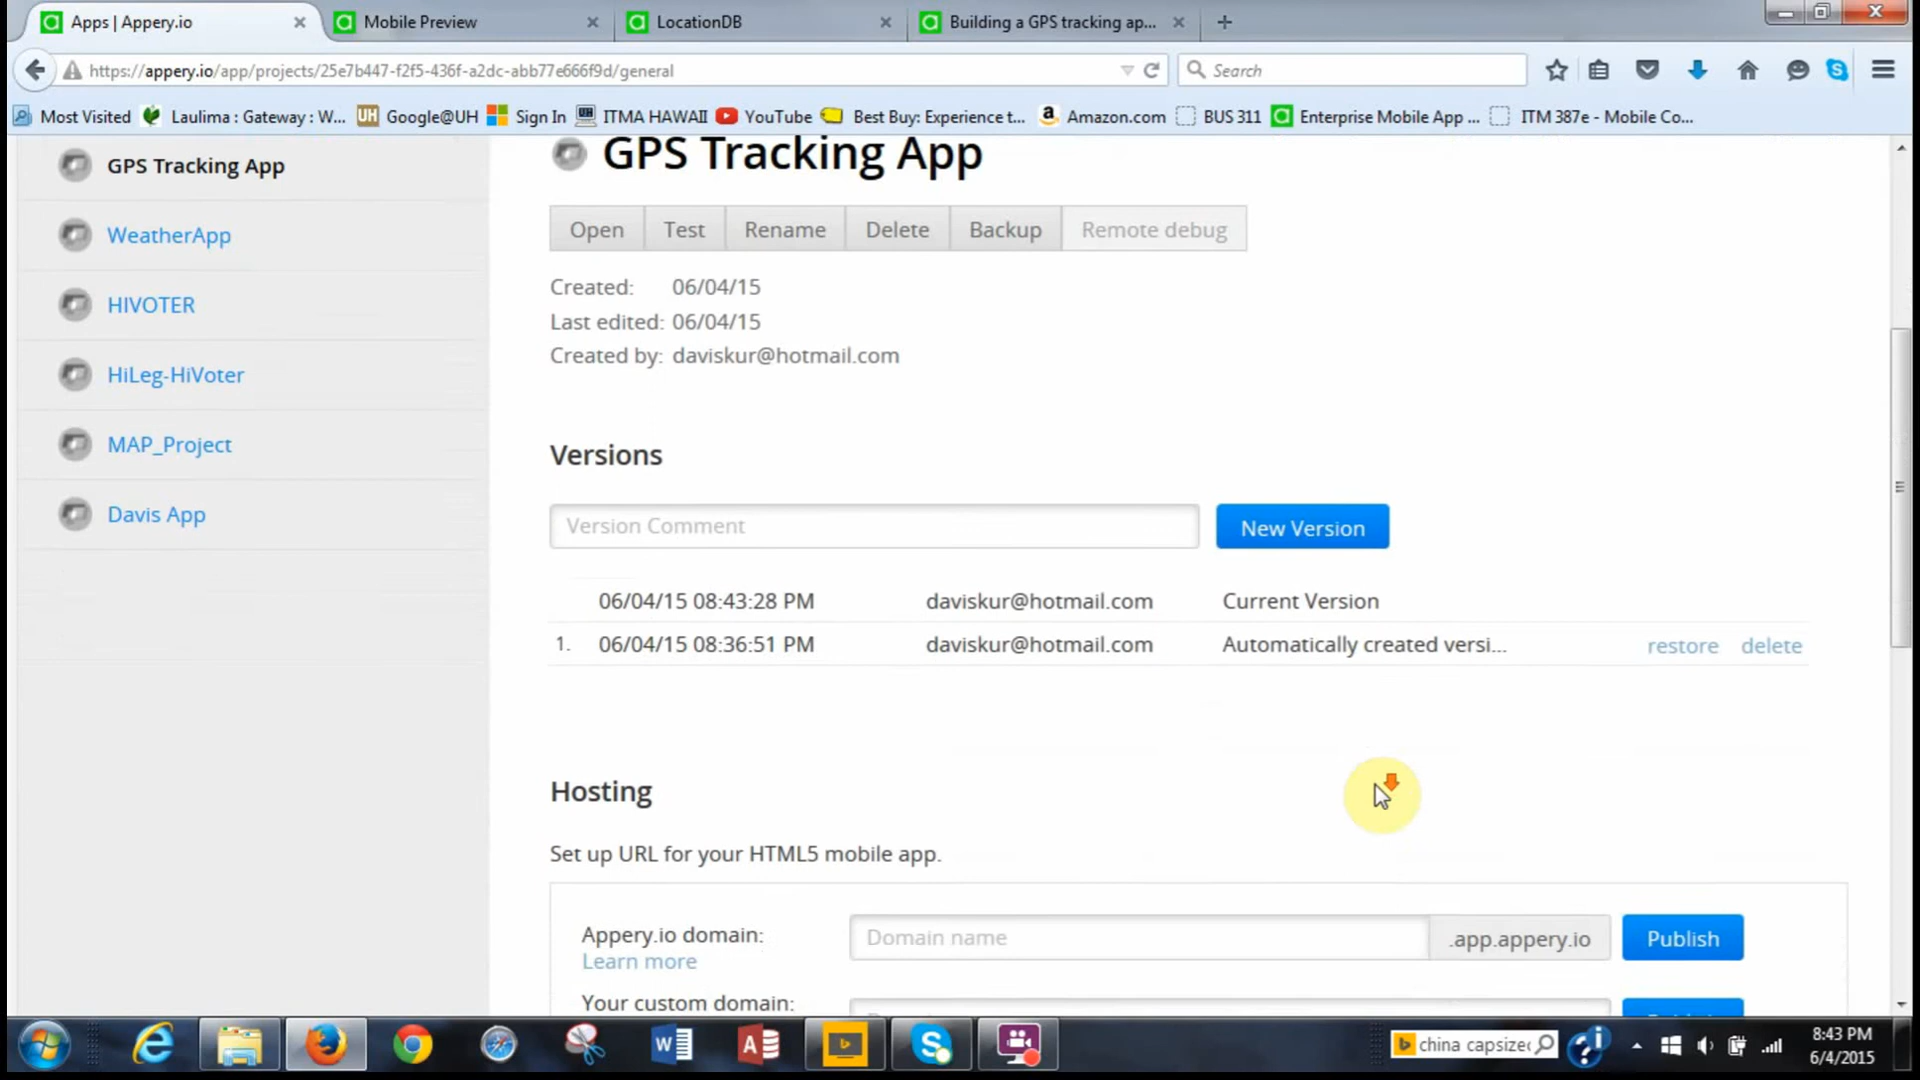 Apps | Appery.io
Mobile Preview
LocationDB
Building a GPS tracking ap...
https://appery.io/app/projects/25e7b447-f2f5-436f-a2dc-abb77e666f9d/general
Search
Most Visited
Laulima : Gateway : W...
UH Google@UH
Sign In
ITMA HAWAII
YouTube
Best Buy: Experience t...
Amazon.com
BUS 311
Enterprise Mobile App ...
ITM 387e - Mobile Co...
GPS Tracking App
WeatherApp
HIVOTER
HiLeg-HiVoter
MAP_Project
Davis App
GPS Tracking App
Open Test Rename Delete Backup Remote debug
Created: 06/04/15
Last edited: 06/04/15
Created by: daviskur@hotmail.com
Versions
Version Comment New Version
06/04/15 08:43:28 PM daviskur@hotmail.com Current Version
1. 06/04/15 08:36:51 PM daviskur@hotmail.com Automatically created versi... restore delete
Hosting
Set up URL for your HTML5 mobile app.
Appery.io domain: Domain name .app.appery.io Publish
Learn more
Your custom domain:
china capsized
8:43 PM
6/4/2015